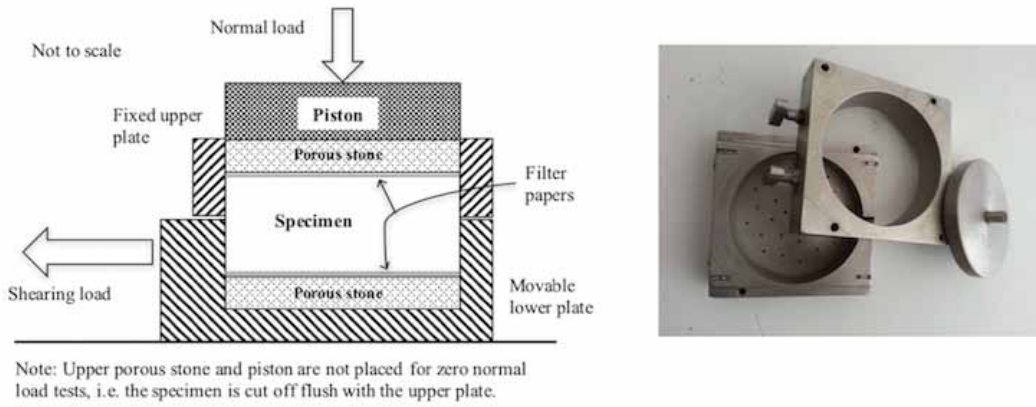 Normal load
Not to scale
Fixed upper
plate
Piston
Porous stone
Filter
papers
Specimen
Shearing load
Porous stone
Movable
lower plate
Note: Upper porous stone and piston are not placed for zero normal
load tests, i.e. the specimen is cut off flush with the upper plate.